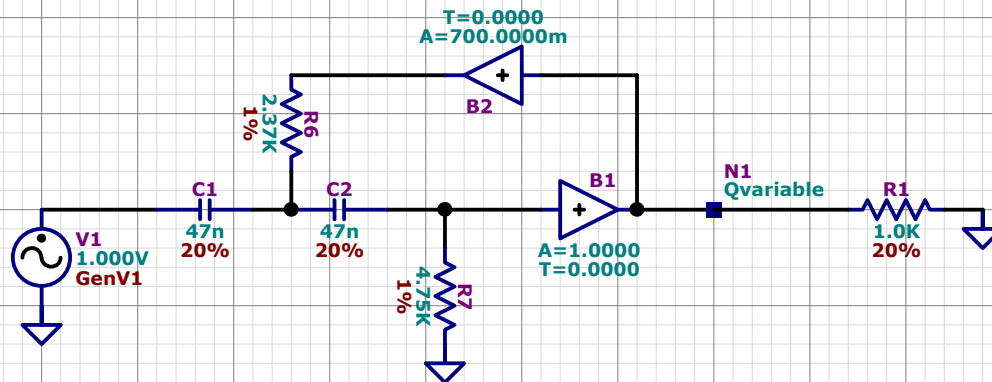 T=0.0000
A=700.0000m
B2
R6
2.37K
1%
C1
47n
20%
C2
47n
20%
B1
A=1.0000
T=0.0000
N1
Qvariable
R1
1.0K
20%
V1
1.000V
GenV1
R7
4.75K
1%